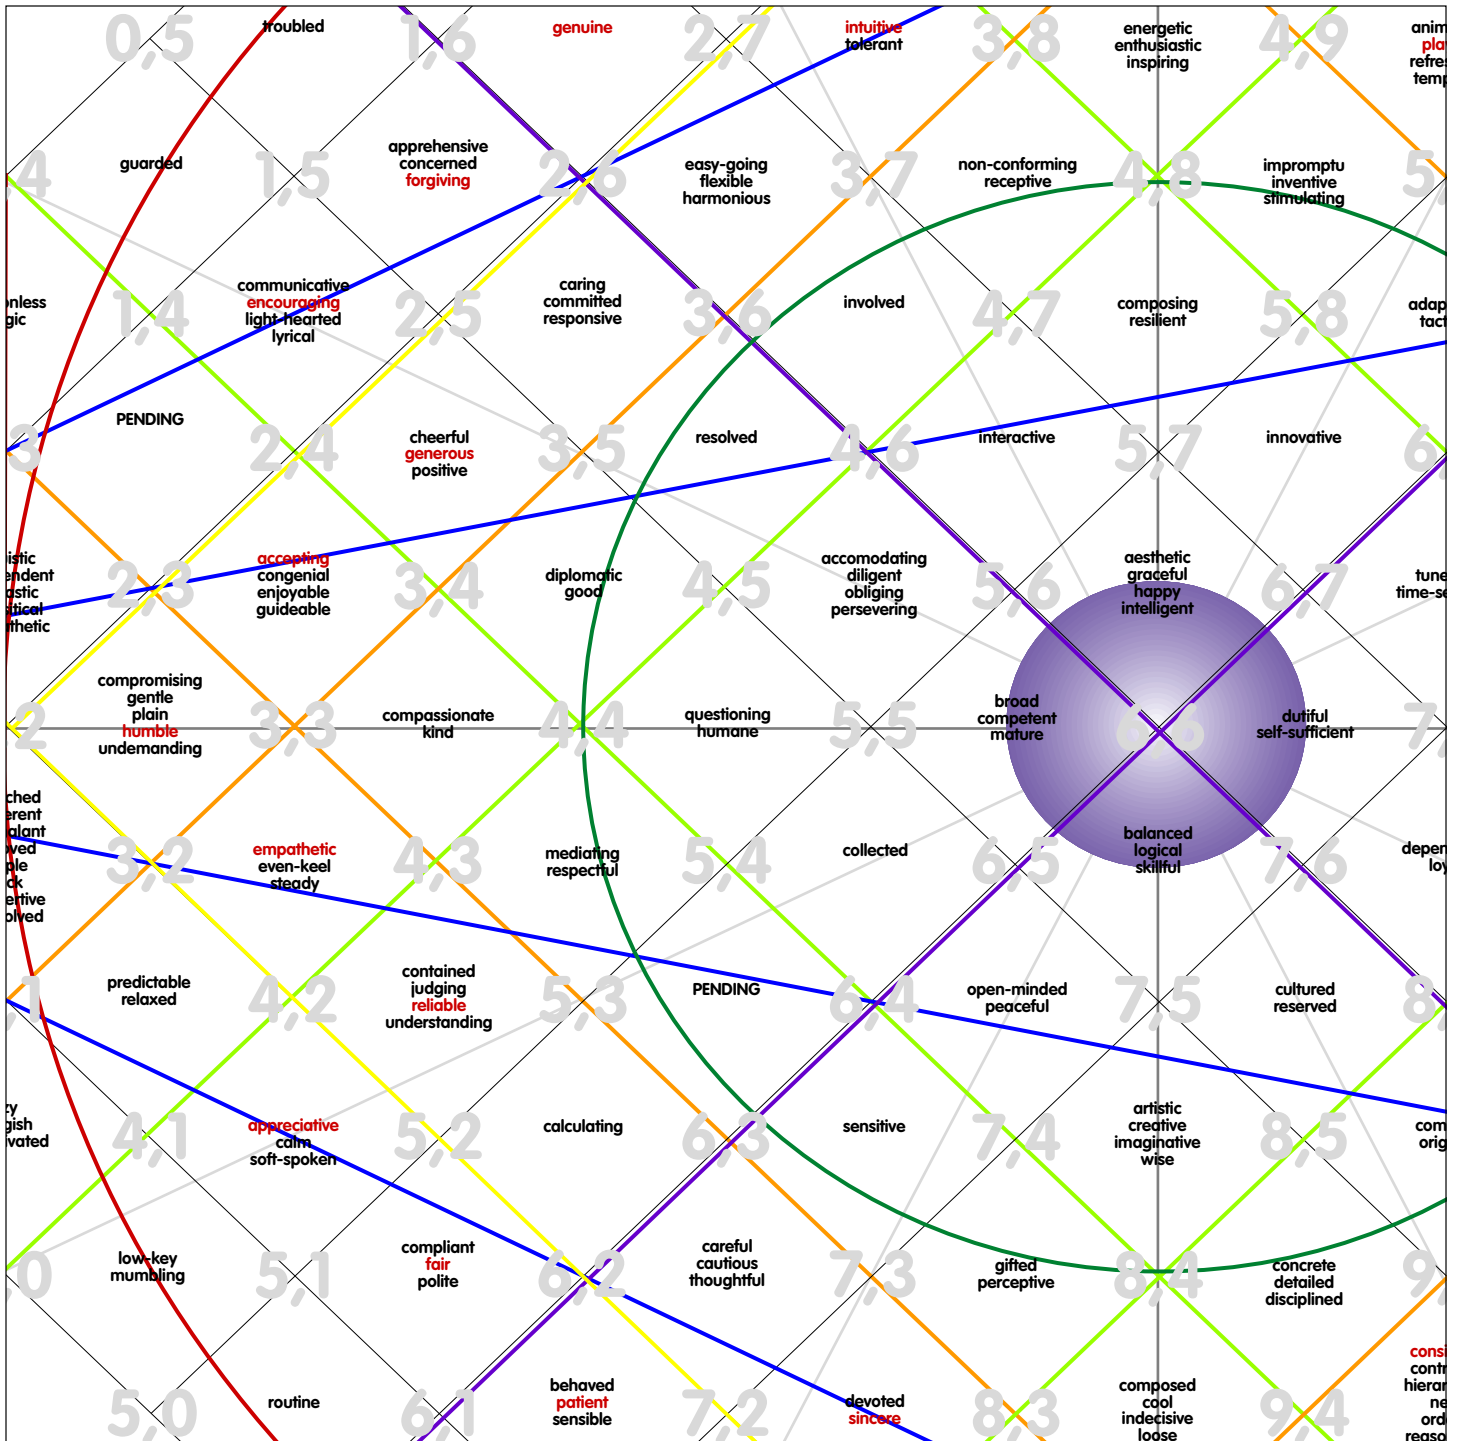 0,5
troubled
1,6
genuine
2,7
intuitive
tolerant
3,8
energetic
enthusiastic
inspiring
4,9
4
guarded
1,5
apprehensive
concerned
forgiving
2,6
easy-going
flexible
harmonious
3,7
non-conforming
receptive
4,8
impromptu
inventive
stimulating
5,
1,4
communicative
encouraging
light-hearted
lyrical
2,5
caring
committed
responsive
3,6
involved
4,7
composing
resilient
5,8
3
PENDING
2,4
cheerful
generous
positive
3,5
resolved
4,6
interactive
5,7
innovative
6,
2,3
accepting
congenial
enjoyable
guideable
3,4
diplomatic
good
4,5
accomodating
diligent
obliging
persevering
5,6
aesthetic
graceful
happy
intelligent
6,7
2
compromising
gentle
plain
humble
undemanding
3,3
compassionate
kind
4,4
questioning
humane
5,5
broad
competent
mature
6,6
dutiful
self-sufficient
7,
3,2
empathetic
even-keel
steady
4,3
mediating
respectful
5,4
collected
6,5
balanced
logical
skillful
7,6
,1
predictable
relaxed
4,2
contained
judging
reliable
understanding
5,3
PENDING
6,4
open-minded
peaceful
7,5
cultured
reserved
8,
4,1
appreciative
calm
soft-spoken
5,2
calculating
6,3
sensitive
7,4
artistic
creative
imaginative
wise
8,5
,0
low-key
mumbling
5,1
compliant
fair
polite
6,2
careful
cautious
thoughtful
7,3
gifted
perceptive
8,4
concrete
detailed
disciplined
9,
5,0
routine
6,1
behaved
patient
sensible
7,2
devoted
sincere
8,3
composed
cool
indecisive
loose
9,4